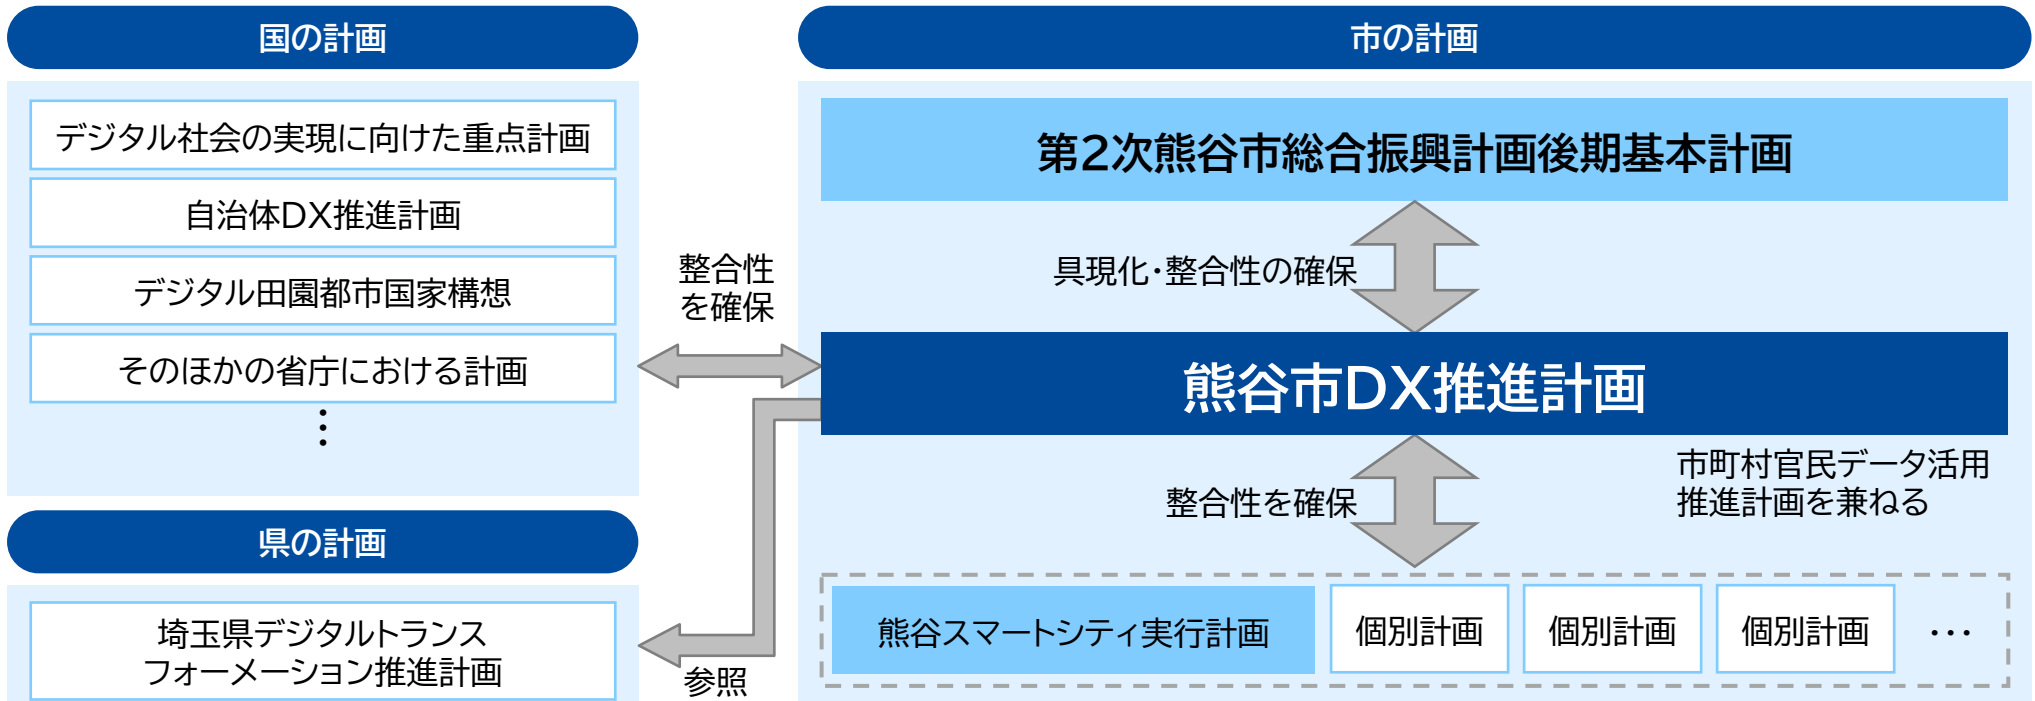 国の計画
デジタル社会の実現に向けた重点計画
自治体DX推進計画
デジタル田園都市国家構想
そのほかの省庁における計画
⋮
県の計画
埼玉県デジタルトランス
フォーメーション推進計画
整合性
を確保
参照
市の計画
第2次熊谷市総合振興計画後期基本計画
具現化・整合性の確保
熊谷市DX推進計画
整合性を確保
市町村官民データ活用
推進計画を兼ねる
熊谷スマートシティ実行計画
個別計画
個別計画
個別計画
…